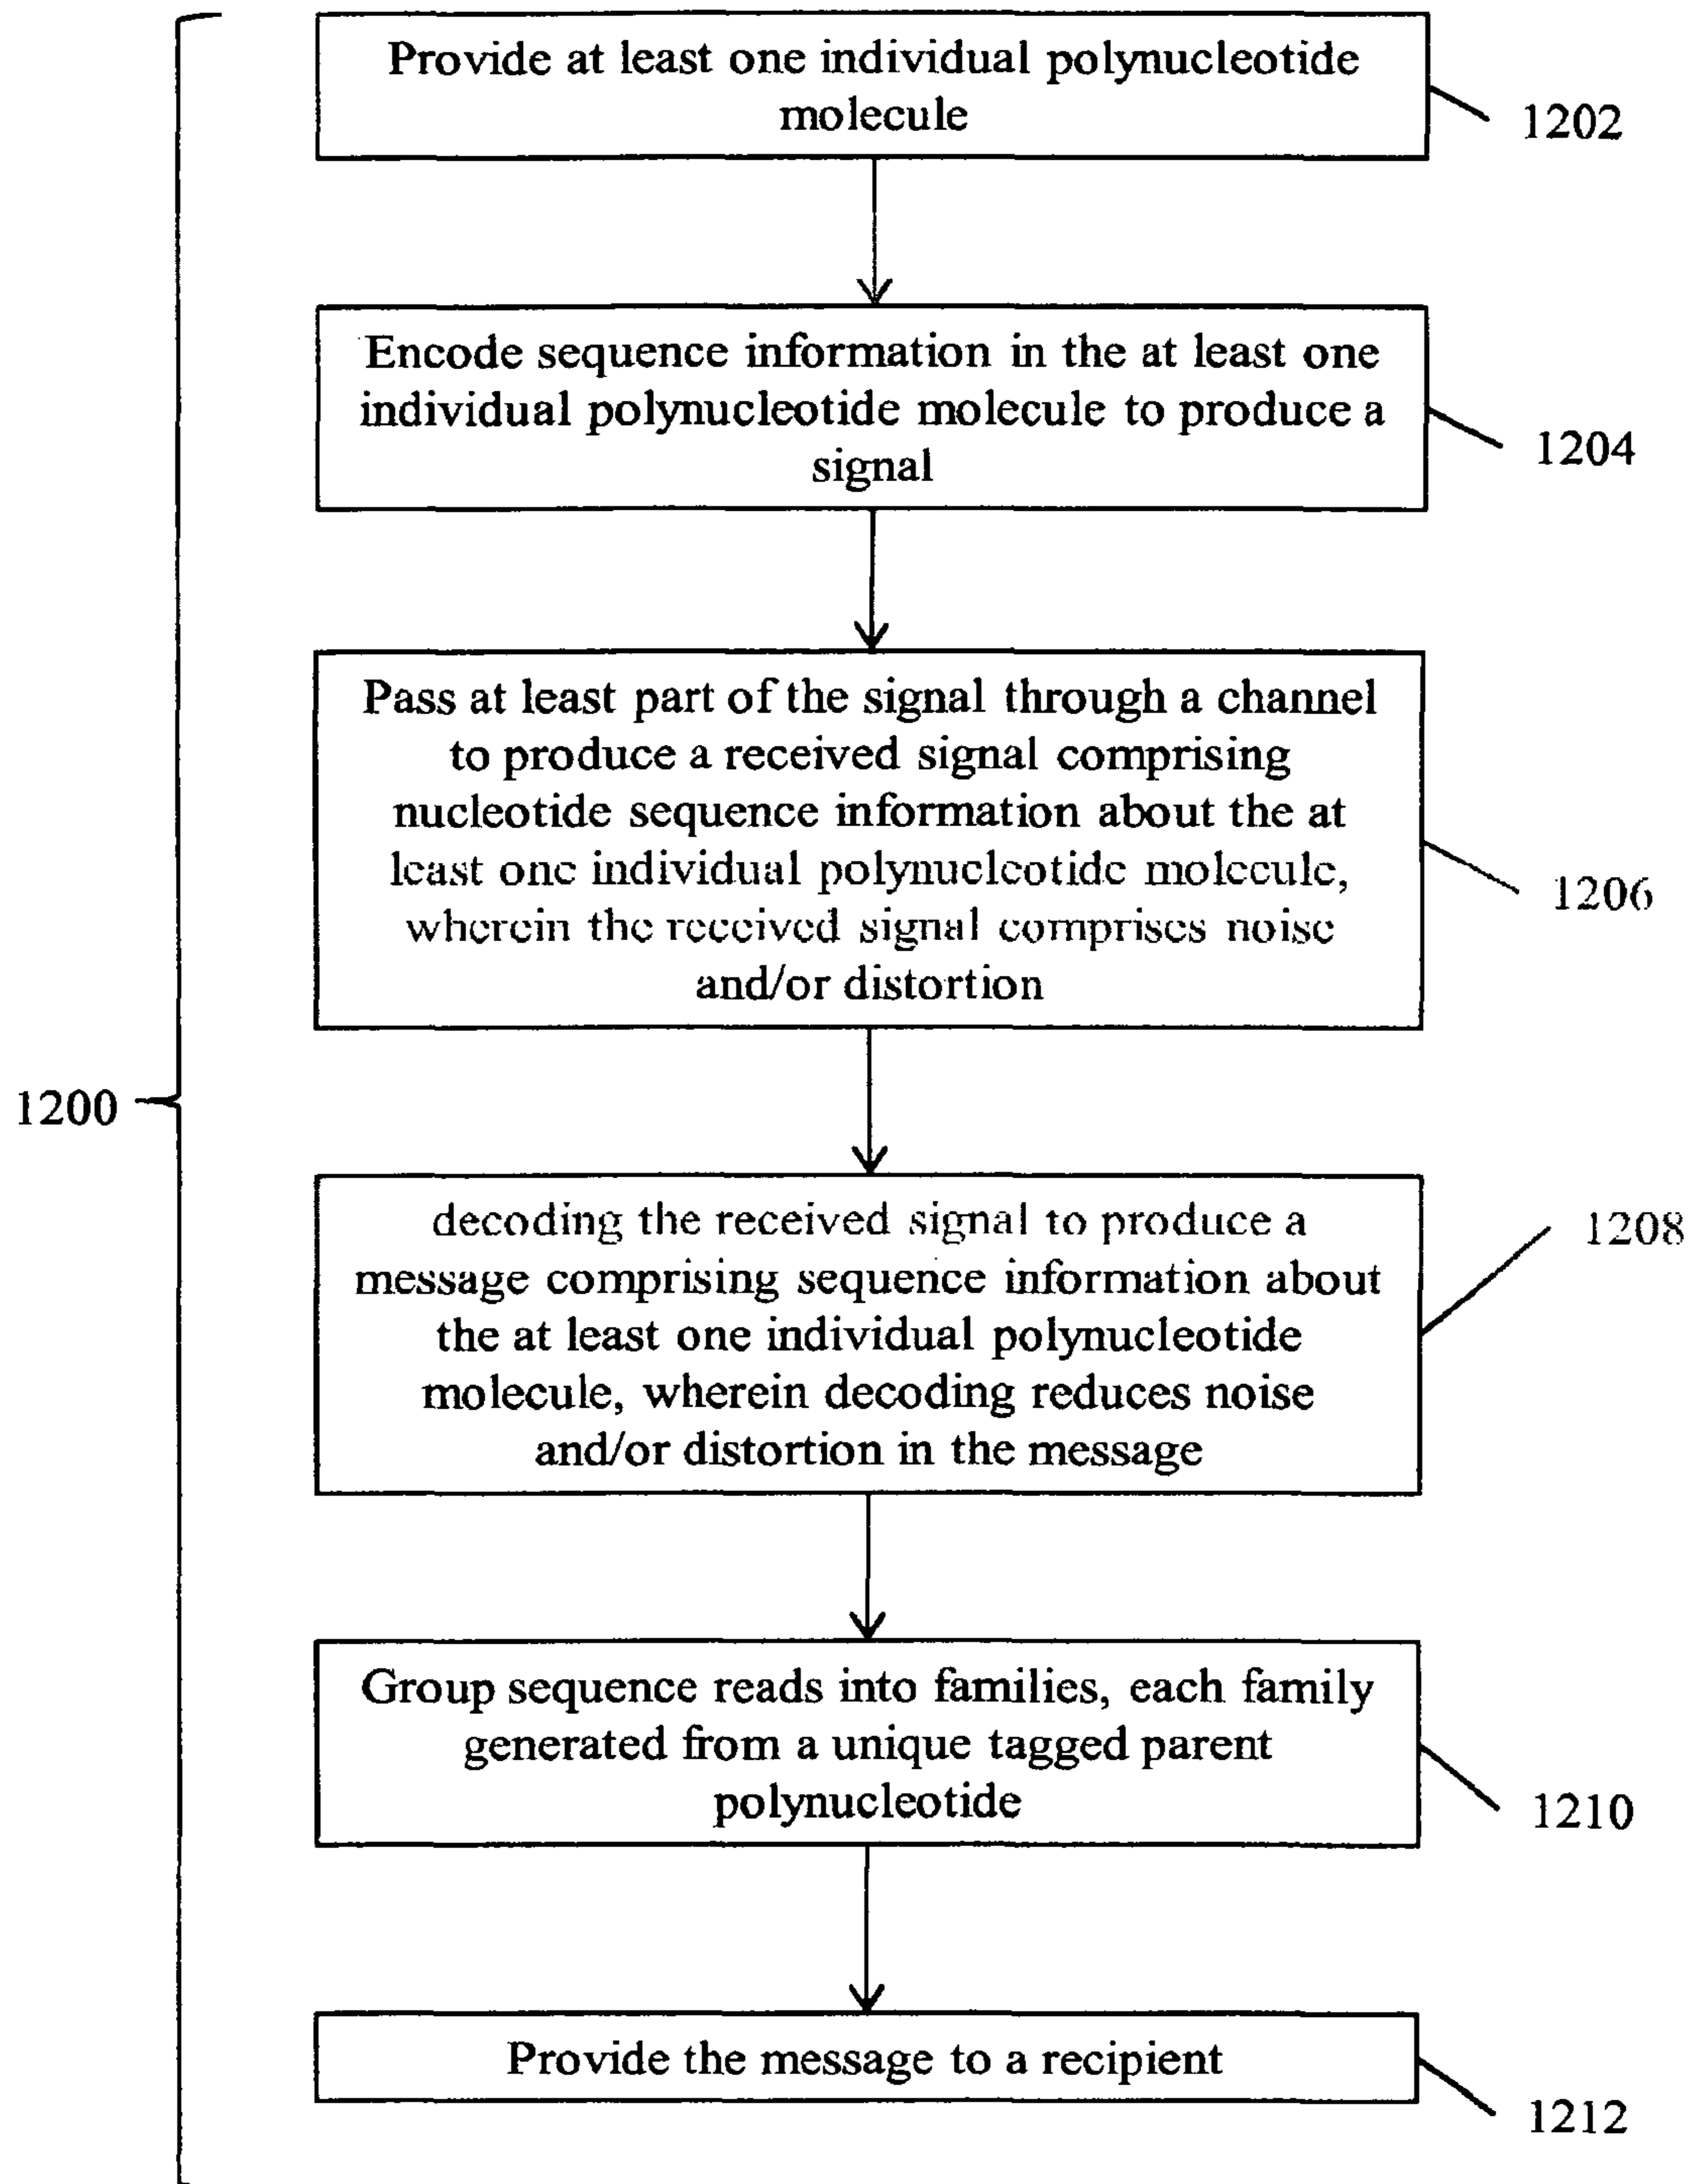 Provide at least one individual polynucleotide
molecule
1202
Encode sequence information in the at least one
individual polynucleotide molecule to produce a
signal
1204
Pass at least part of the signal through a channel
to produce a received signal comprising
nucleotide sequence information about the at
least one individual polynucleotide molecule,
wherein the received signal comprises noise
and/or distortion
1206
1200
decoding the received signal to produce a
message comprising sequence information about
the at least one individual polynucleotide
molecule, wherein decoding reduces noise
and/or distortion in the message
1208
Group sequence reads into families, each family
generated from a unique tagged parent
polynucleotide
1210
Provide the message to a recipient
1212